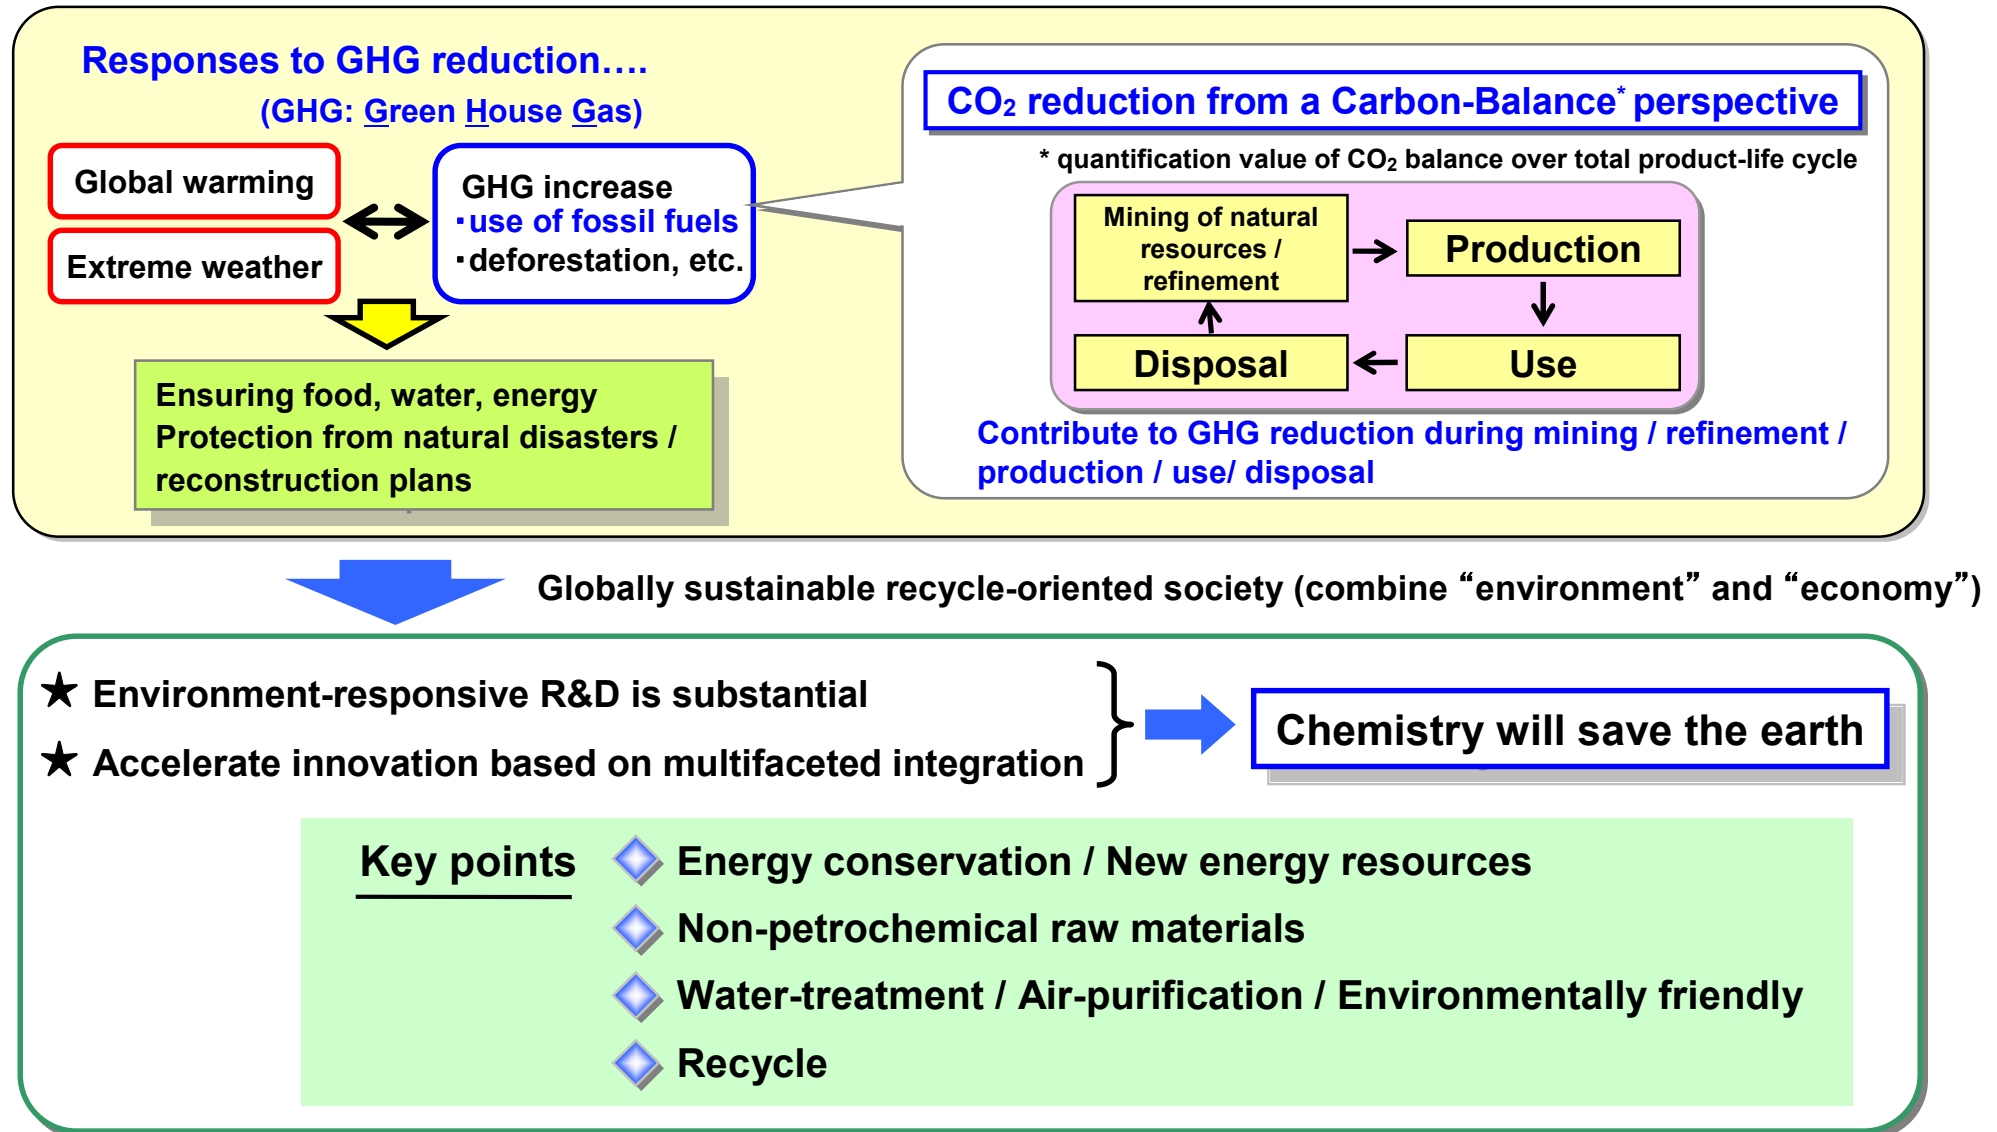 Responses to GHG reduction....
(GHG: Green House Gas)
Global warming
Extreme weather
GHG increase
・use of fossil fuels
・deforestation, etc.
Ensuring food, water, energy
Protection from natural disasters /
reconstruction plans
CO₂ reduction from a Carbon-Balance* perspective
* quantification value of CO₂ balance over total product-life cycle
Mining of natural
resources /
refinement
Production
Disposal
Use
Contribute to GHG reduction during mining / refinement /
production / use/ disposal
Globally sustainable recycle-oriented society (combine “environment” and “economy”)
★ Environment-responsive R&D is substantial
★ Accelerate innovation based on multifaceted integration
Chemistry will save the earth
Key points
Energy conservation / New energy resources
Non-petrochemical raw materials
Water-treatment / Air-purification / Environmentally friendly
Recycle